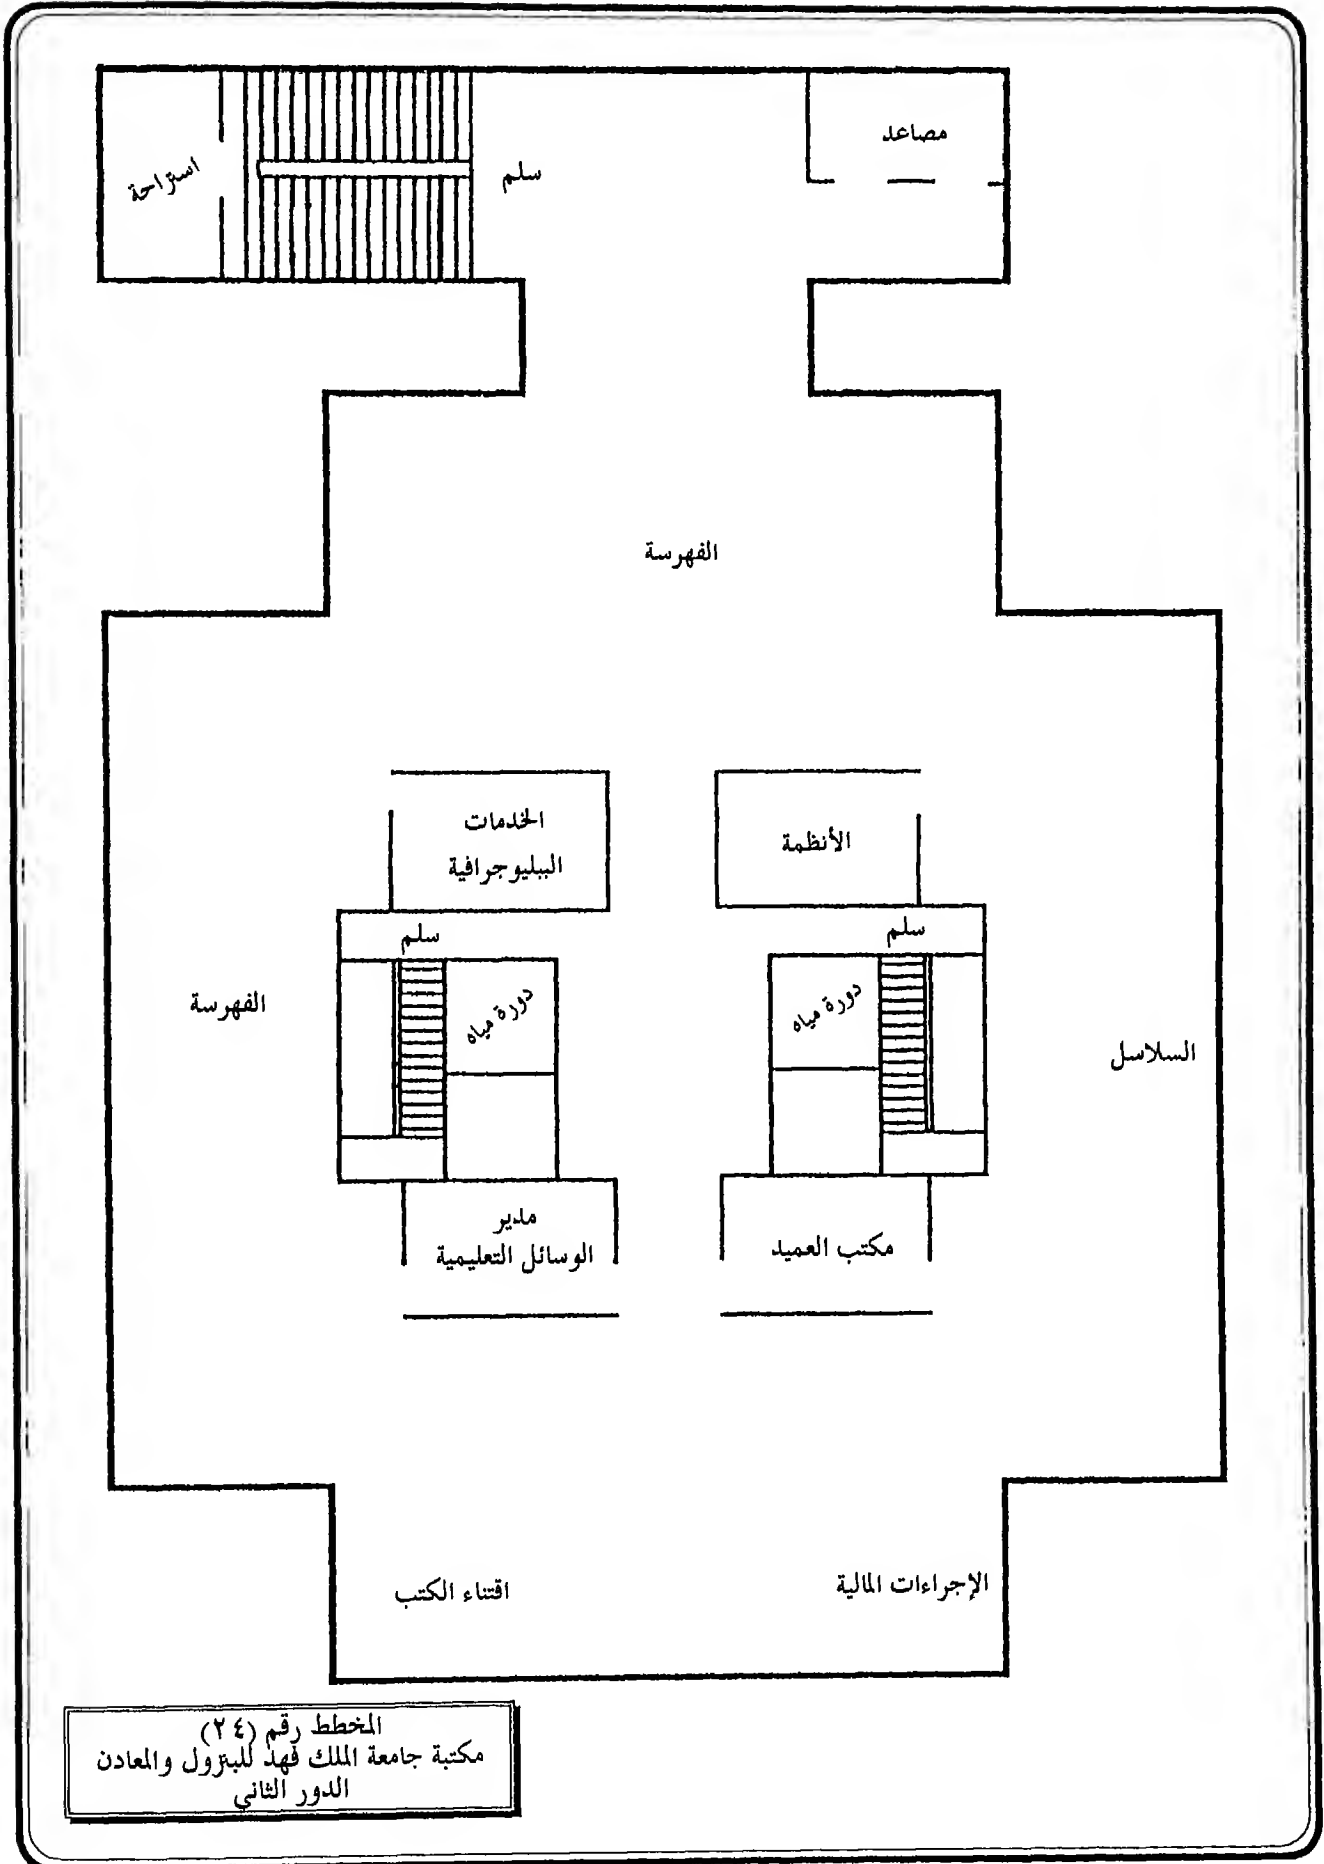 مصاعد
سلم
استراحة
الفهرسة
الأنظمة
الخدمات
الببليوجرافية
سلم
سلم
دورة مياه
دورة مياه
السلاسل
الفهرسة
مكتب العميد
مدير
الوسائل التعليمية
الإجراءات المالية
اقتناء الكتب
المخطط رقم (٢٤)
مكتبة جامعة الملك فهد للبترول والمعادن
الدور الثاني